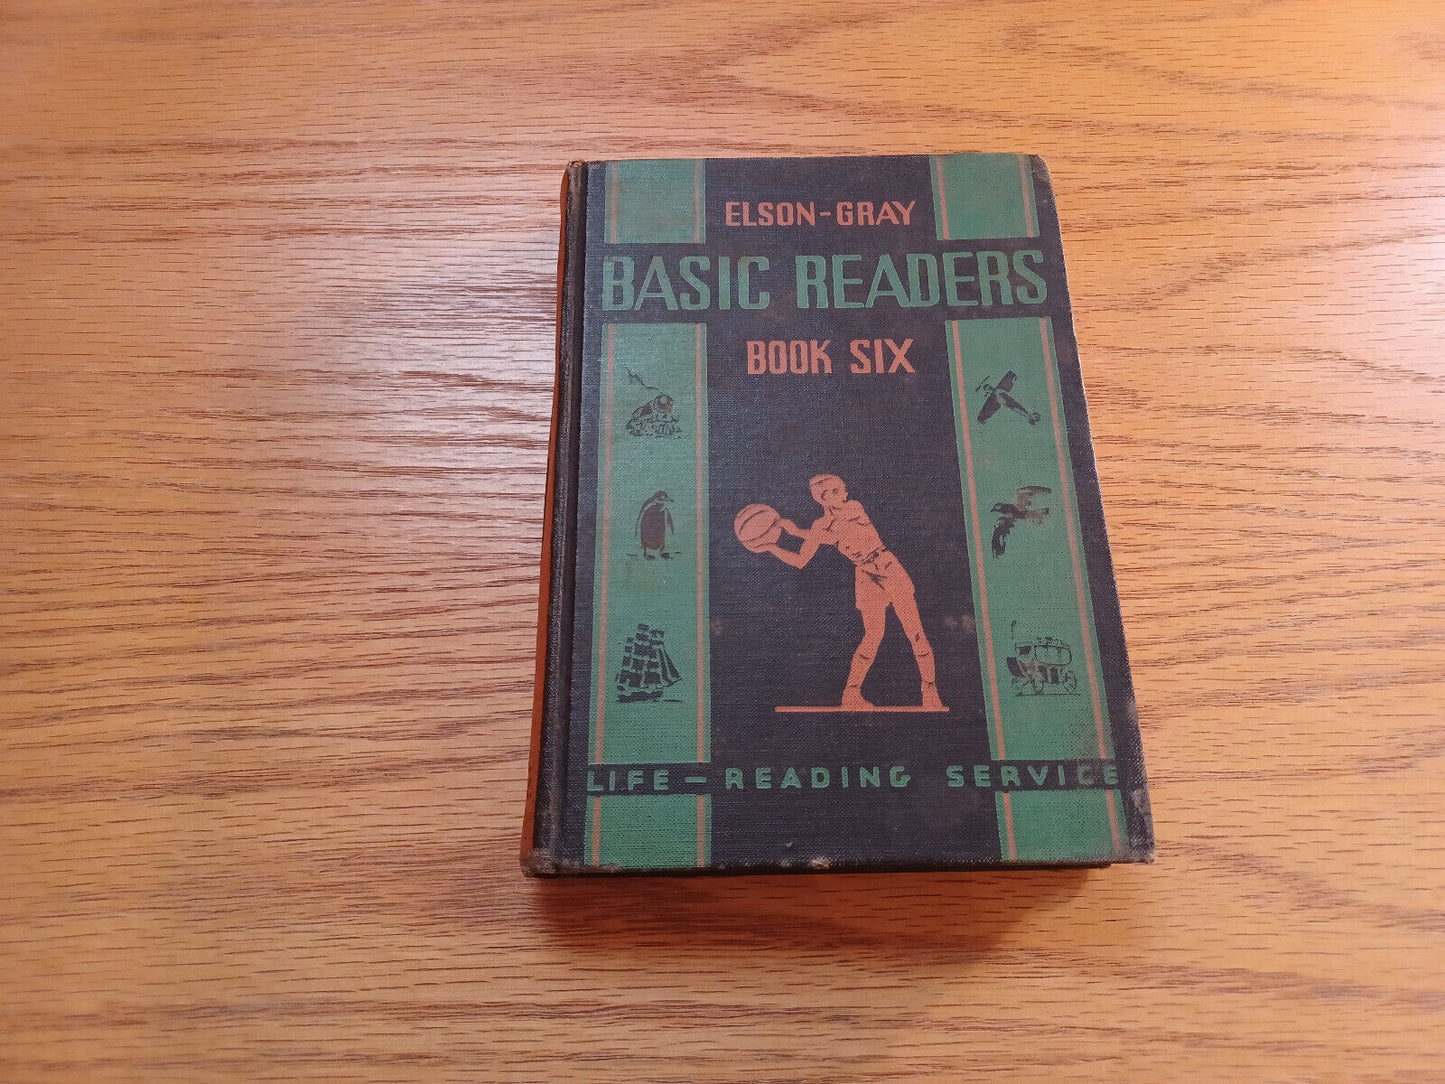 ELSON-GRAY
BASIC READERS
BOOK SIX
LIFE-READING SERVICE